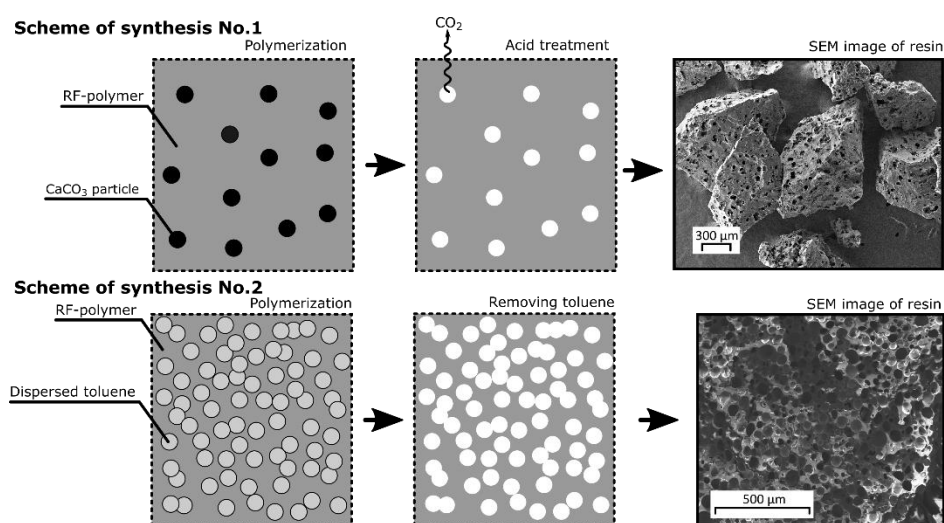 Scheme of synthesis No.1
Polymerization
CO₂
Acid treatment
SEM image of resin
RF-polymer
CaCO₃ particle
300 μm
Scheme of synthesis No.2
Polymerization
Removing toluene
SEM image of resin
RF-polymer
Dispersed toluene
500 μm